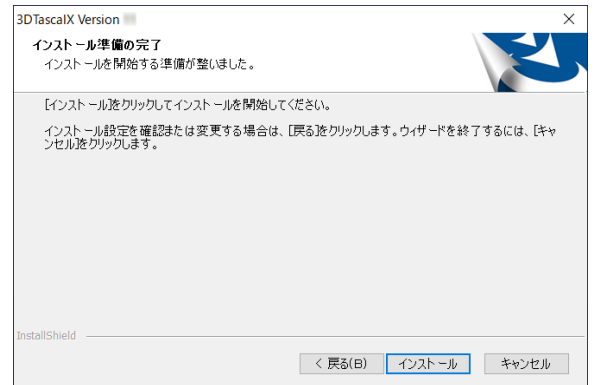 3DTascalX Version
インストール準備の完了
インストールを開始する準備が整いました。
[インストール]をクリックしてインストールを開始してください。
インストール設定を確認または変更する場合は、[戻る]をクリックします。ウィザードを終了するには、[キャ
ンセル]をクリックします。
InstallShield
< 戻る(B)
インストール
キャンセル